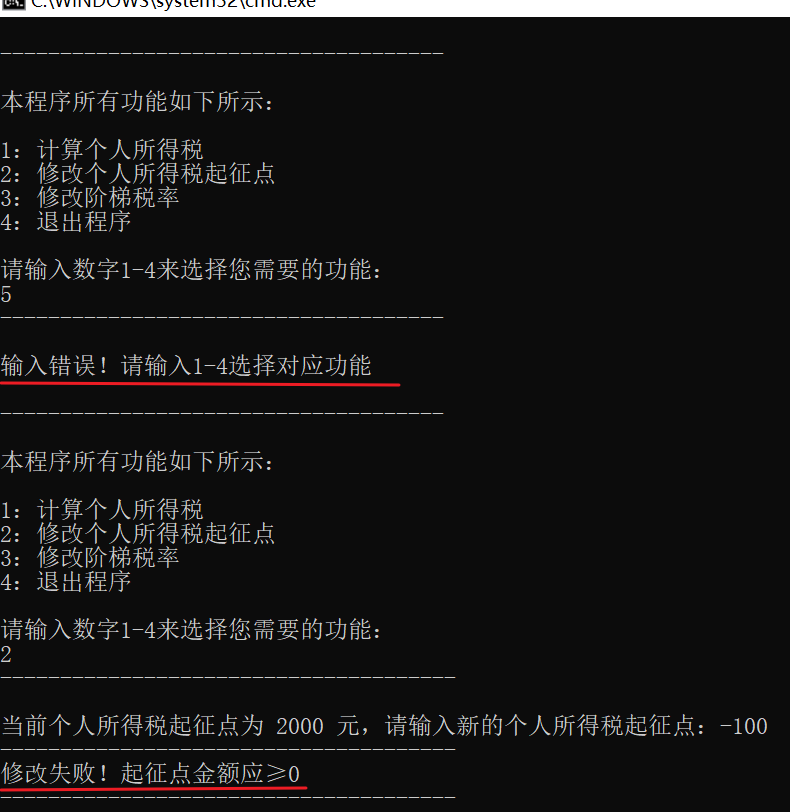 C:\WINDOWS\system32\cmd.exe
-------------------------------------
本程序所有功能如下所示：
1：计算个人所得税
2：修改个人所得税起征点
3：修改阶梯税率
4：退出程序
请输入数字1-4来选择您需要的功能：
5
-------------------------------------
输入错误！请输入1-4选择对应功能
-------------------------------------
本程序所有功能如下所示：
1：计算个人所得税
2：修改个人所得税起征点
3：修改阶梯税率
4：退出程序
请输入数字1-4来选择您需要的功能：
2
--------------------------------------
当前个人所得税起征点为 2000 元，请输入新的个人所得税起征点：-100
--------------------------------------
修改失败！起征点金额应≥0
--------------------------------------